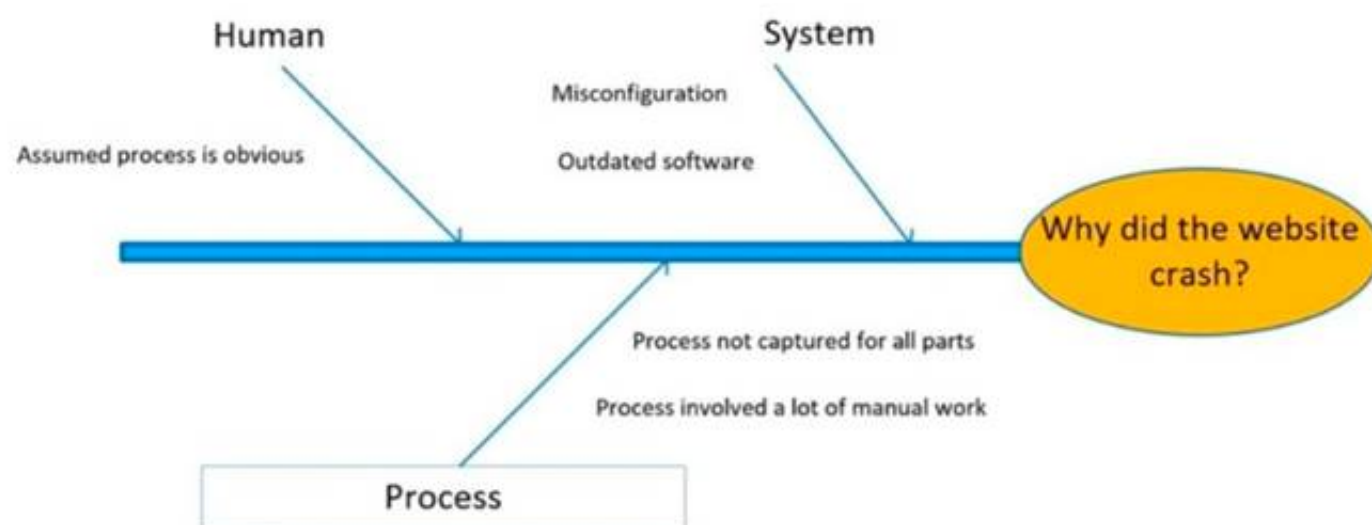 Human
System
Misconfiguration
Assumed process is obvious
Outdated software
Why did the website
crash?
Process not captured for all parts
Process involved a lot of manual work
Process